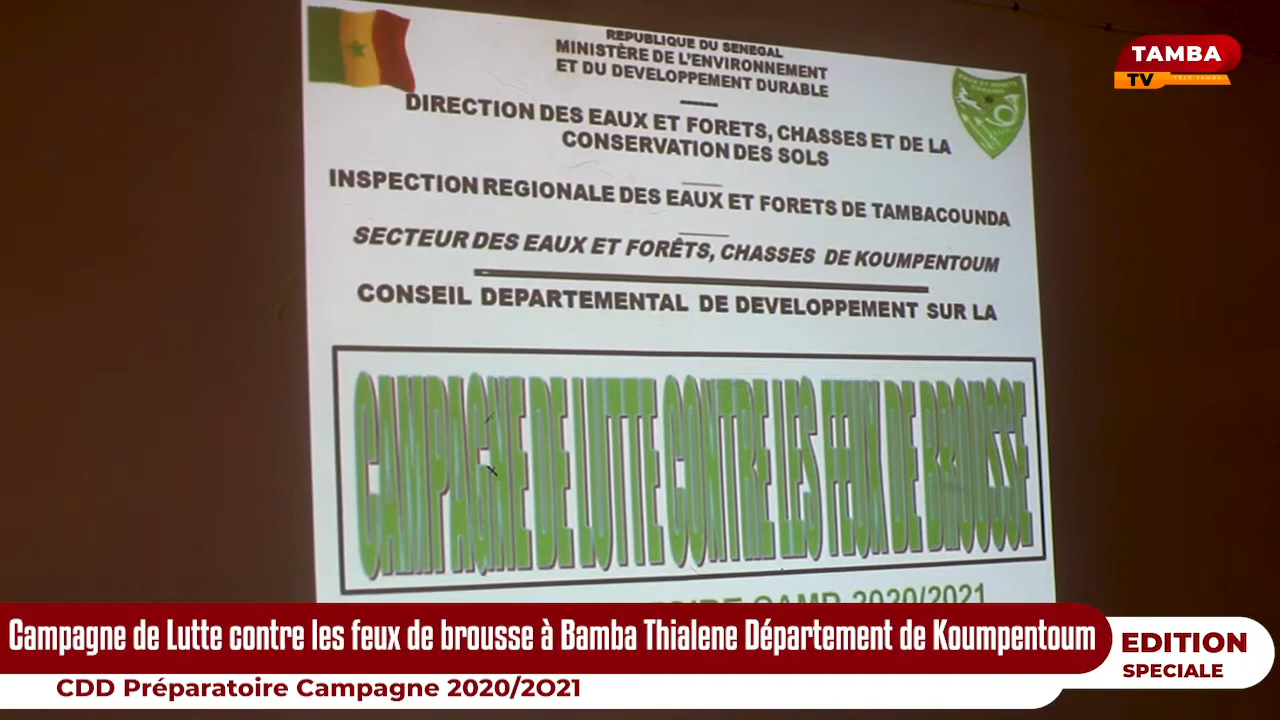 REPUBLIQUE DU SENEGAL
MINISTÈRE DE L'ENVIRONNEMENT
ET DU DEVELOPPEMENT DURABLE
DIRECTION DES EAUX ET FORETS, CHASSES ET DE LA
CONSERVATION DES SOLS
INSPECTION REGIONALE DES EAUX ET FORETS DE TAMBACOUNDA
SECTEUR DES EAUX ET FORÊTS, CHASSES DE KOUMPENTOUM
CONSEIL DEPARTEMENTAL DE DEVELOPPEMENT SUR LA
CAMPAGNE DE LUTTE CONTRE LES FEUX DE BROUSSE
CAMP 2020/2021
TAMBA
TV
TELE TAMBA
Campagne de Lutte contre les feux de brousse à Bamba Thialene Département de Koumpentoum
CDD Préparatoire Campagne 2020/2O21
EDITION
SPECIALE